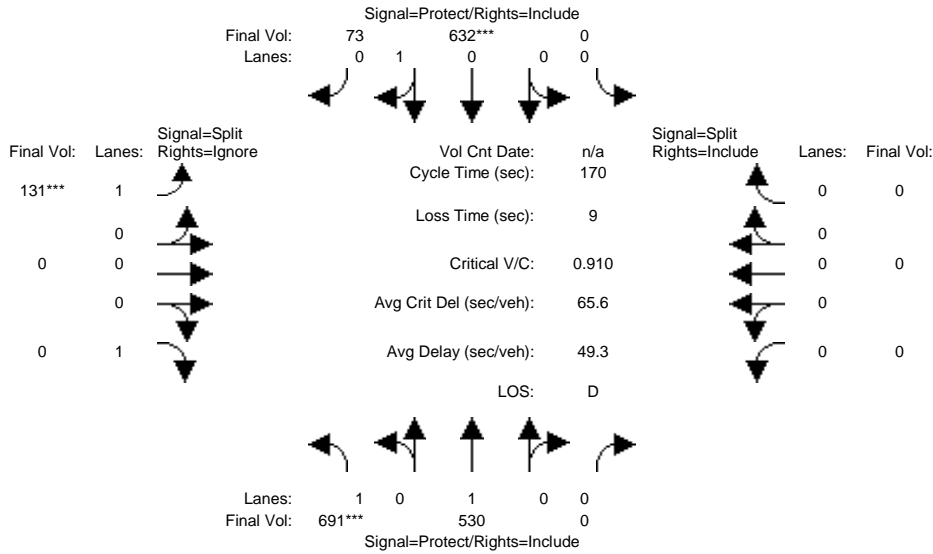 Signal=Protect/Rights=Include
Final Vol: 73 632*** 0
Lanes: 0 1 0 0 0
Signal=Split
Final Vol: Lanes: Rights=Ignore
Vol Cnt Date: n/a
Signal=Split
Rights=Include Lanes: Final Vol:
Cycle Time (sec): 170
131*** 1
0 0
Loss Time (sec): 9
0
0
0 0
Critical V/C: 0.910
0 0
0
Avg Crit Del (sec/veh): 65.6
0
0 1
Avg Delay (sec/veh): 49.3
0 0
LOS: D
Lanes: 1 0 1 0 0
Final Vol: 691*** 530 0
Signal=Protect/Rights=Include